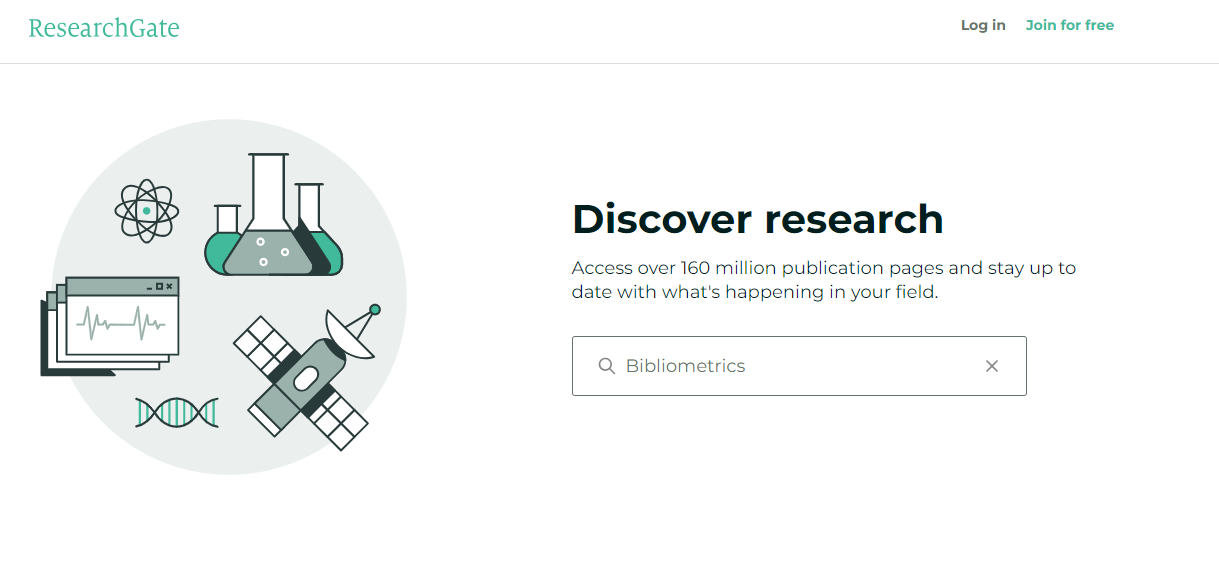 ResearchGate
Log in
Join for free
Discover research
Access over 160 million publication pages and stay up to
date with what's happening in your field.
Bibliometrics